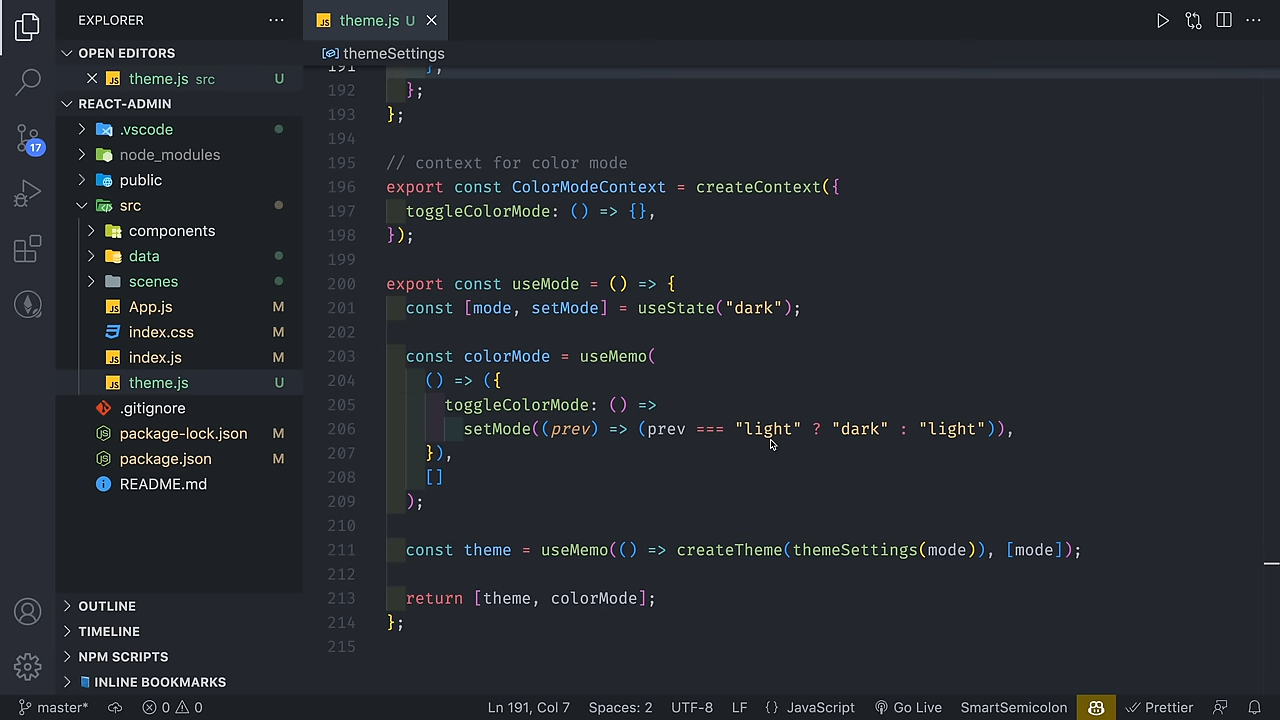 EXPLORER
theme.js U
OPEN EDITORS
theme.js src U
REACT-ADMIN
.vscode
node_modules
public
src
components
data
scenes
App.js M
index.css M
index.js M
theme.js U
.gitignore
package-lock.json M
package.json M
README.md
OUTLINE
TIMELINE
NPM SCRIPTS
INLINE BOOKMARKS
17
themeSettings
191 },
192 };
193 };
194
195 // context for color mode
196 export const ColorModeContext = createContext({
197 toggleColorMode: () => {},
198 });
199
200 export const useMode = () => {
201 const [mode, setMode] = useState("dark");
202
203 const colorMode = useMemo(
204 () => ({
205 toggleColorMode: () =>
206 setMode((prev) => (prev === "light" ? "dark" : "light")),
207 }),
208 []
209 );
210
211 const theme = useMemo(() => createTheme(themeSettings(mode)), [mode]);
212
213 return [theme, colorMode];
214 };
215
master* 0 0 Ln 191, Col 7 Spaces: 2 UTF-8 LF {} JavaScript Go Live SmartSemicolon Prettier